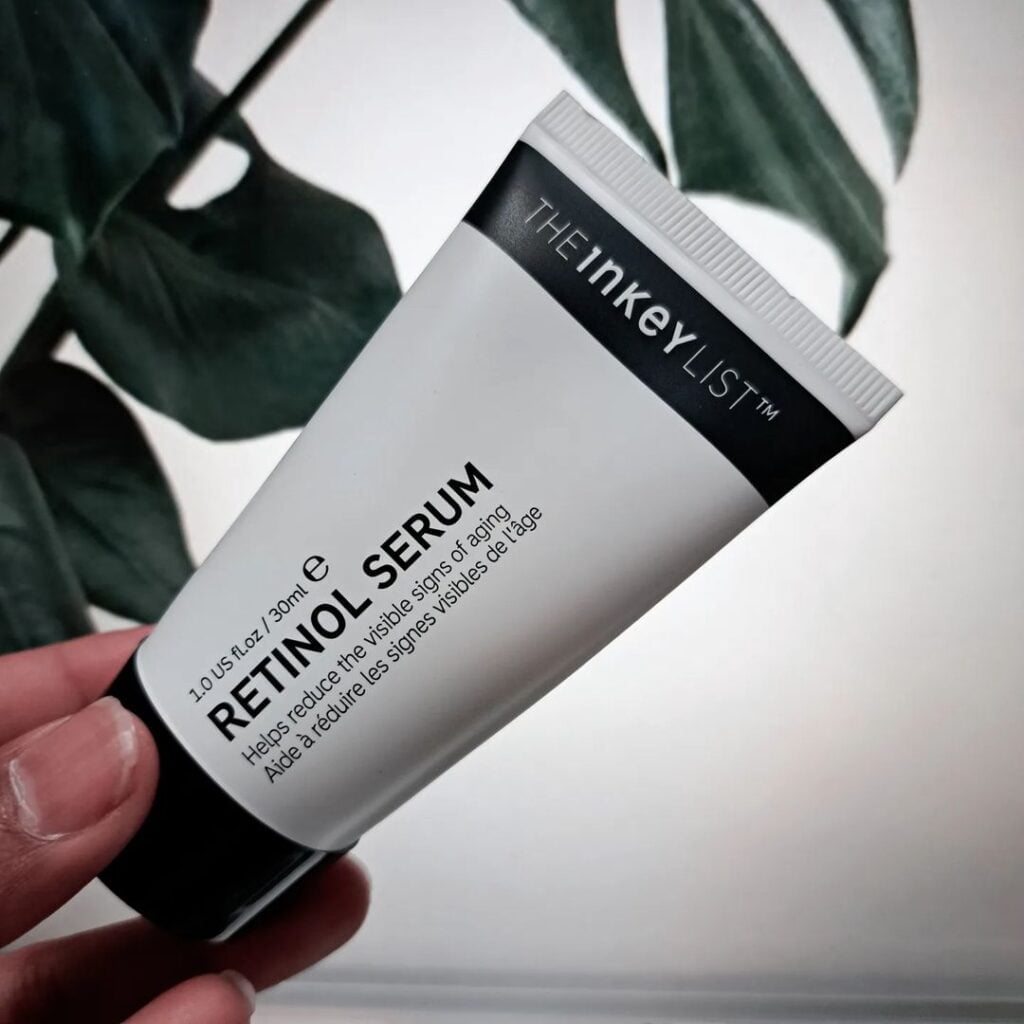 THE INKEY LIST™
1.0 US fl.oz / 30ml ℮
RETINOL SERUM
Helps reduce the visible signs of aging
Aide à réduire les signes visibles de l'âge